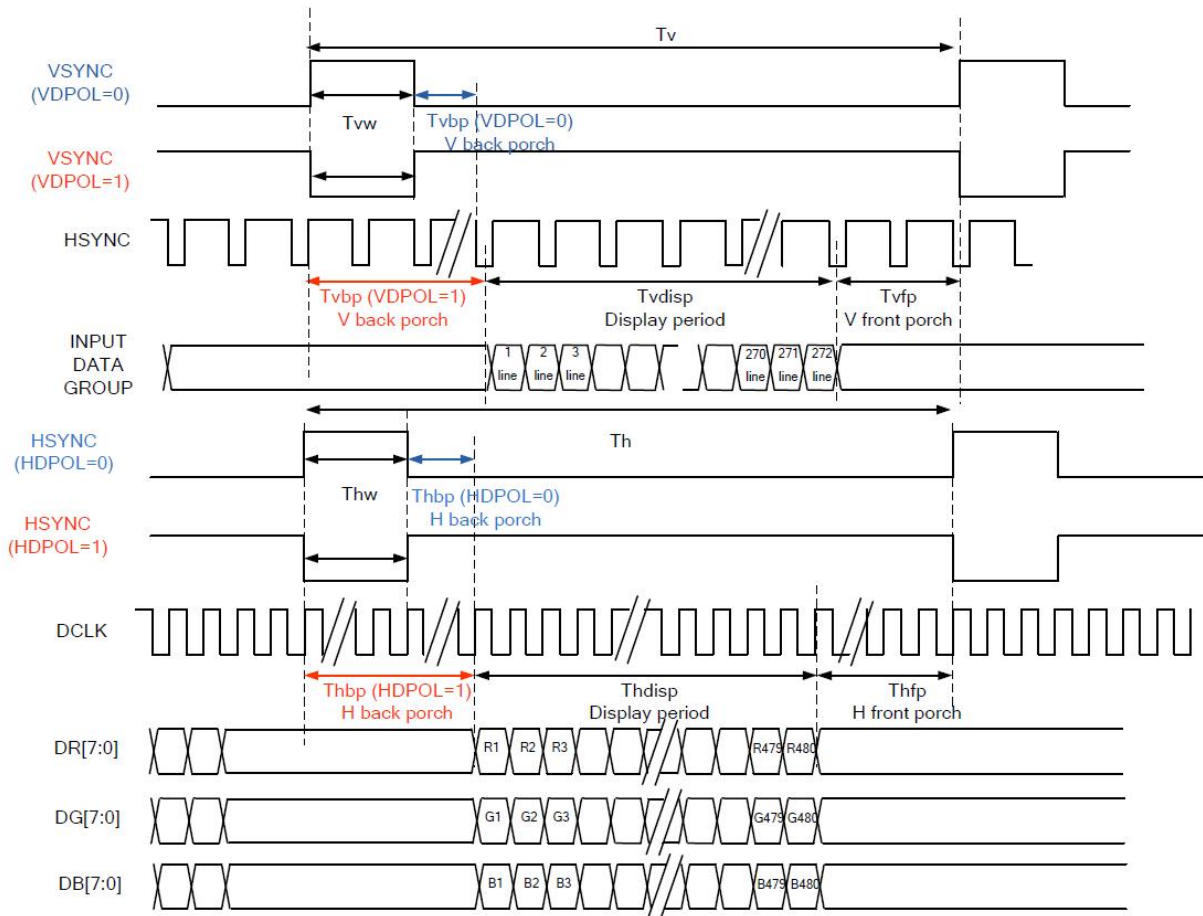 Tv
VSYNC
(VDPOL=0)
Tvw
Tvbp (VDPOL=0)
V back porch
VSYNC
(VDPOL=1)
HSYNC
Tvbp (VDPOL=1)
V back porch
Tvdisp
Display period
Tvfp
V front porch
INPUT
DATA
GROUP
1 line
2 line
3 line
270 line
271 line
272 line
Th
HSYNC
(HDPOL=0)
Thw
Thbp (HDPOL=0)
H back porch
HSYNC
(HDPOL=1)
DCLK
Thbp (HDPOL=1)
H back porch
Thdisp
Display period
Thfp
H front porch
DR[7:0] R1 R2 R3 R479 R480
DG[7:0] G1 G2 G3 G479 G480
DB[7:0] B1 B2 B3 B479 B480